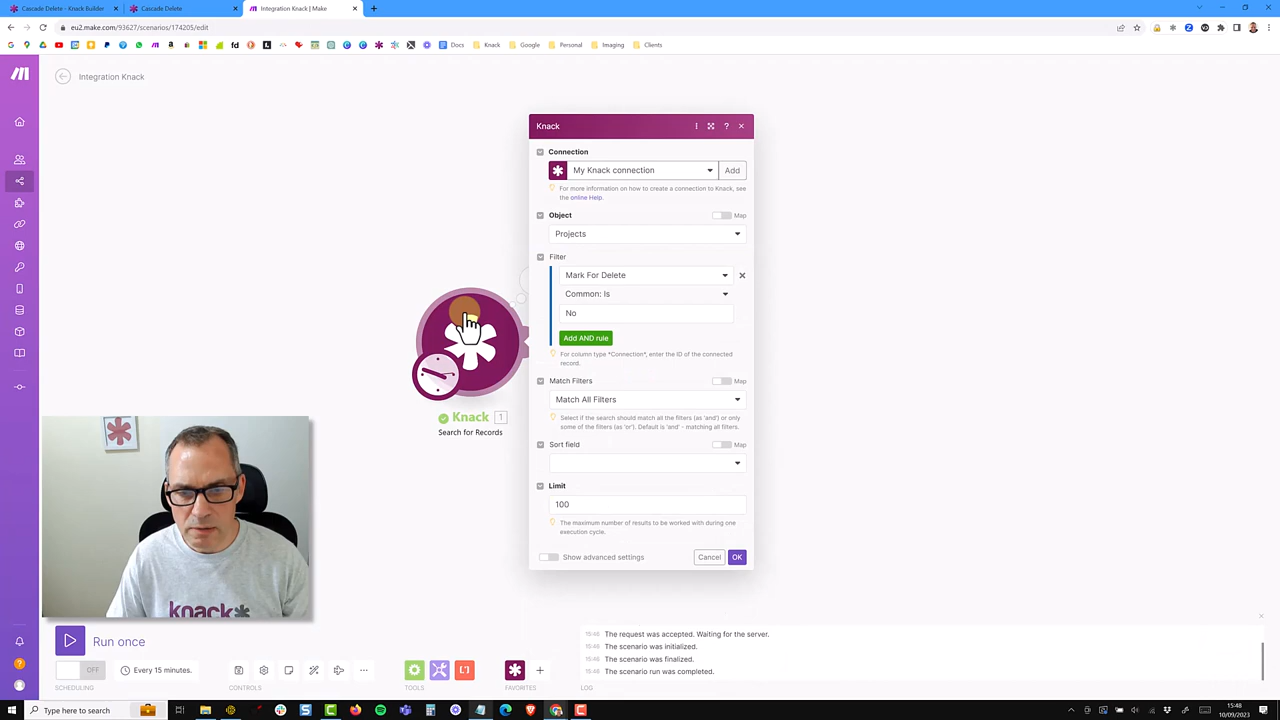 Cascade Delete - Knack Builder
Cascade Delete
Integration Knack | Make
eu2.make.com/93627/scenarios/174205/edit
Docs
Knack
Google
Personal
Imaging
Clients
Integration Knack
Knack
Connection
My Knack connection
Add
For more information on how to create a connection to Knack, see
the online Help.
Object
Map
Projects
Filter
Mark For Delete
Common: Is
No
Add AND rule
For column type *Connection*, enter the ID of the connected
record.
Match Filters
Map
Match All Filters
Select if the search should match all the filters (as 'and') or only
some of the filters (as 'or'). Default is 'and' - matching all filters.
Sort field
Map
Limit
100
The maximum number of results to be worked with during one
execution cycle.
Show advanced settings
Cancel
OK
Knack 1
Search for Records
knack
Run once
OFF
Every 15 minutes.
SCHEDULING
CONTROLS
TOOLS
FAVORITES
LOG
15:48 The request was accepted. Waiting for the server.
15:48 The scenario was initialized.
15:48 The scenario was finalized.
15:48 The scenario run was completed.
Type here to search
15:48
10/09/2023